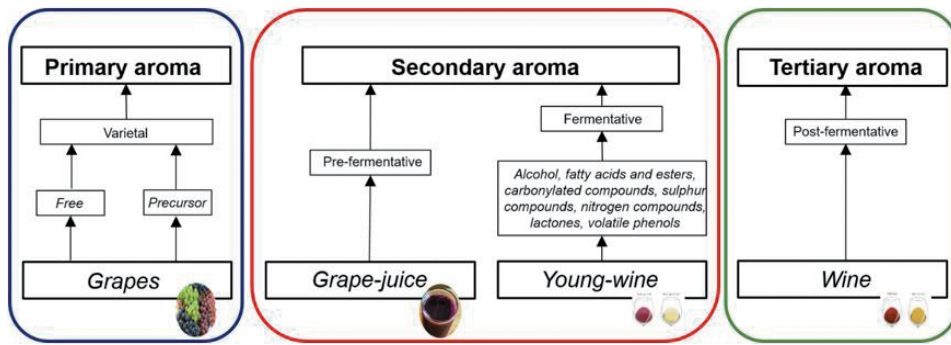 Primary aroma
Varietal
Free
Precursor
Grapes
Secondary aroma
Pre-fermentative
Grape-juice
Fermentative
Alcohol, fatty acids and esters,
carbonylated compounds, sulphur
compounds, nitrogen compounds,
lactones, volatile phenols
Young-wine
Tertiary aroma
Post-fermentative
Wine